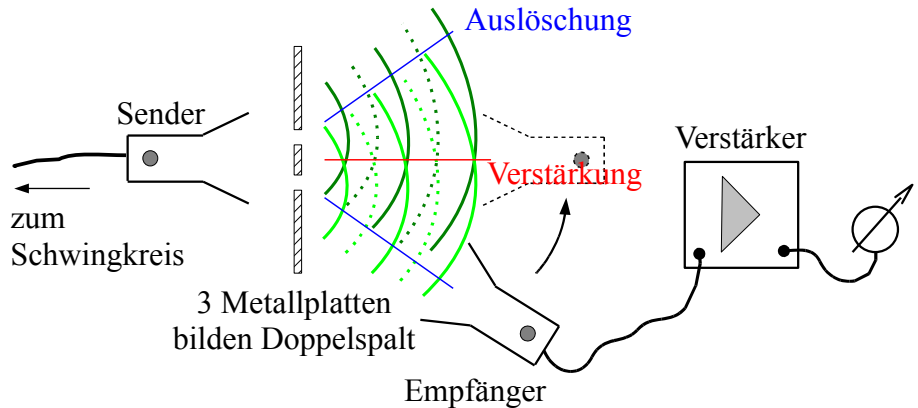 Auslöschung
Sender
Verstärker
Verstärkung
zum
Schwingkreis
3 Metallplatten
bilden Doppelspalt
Empfänger